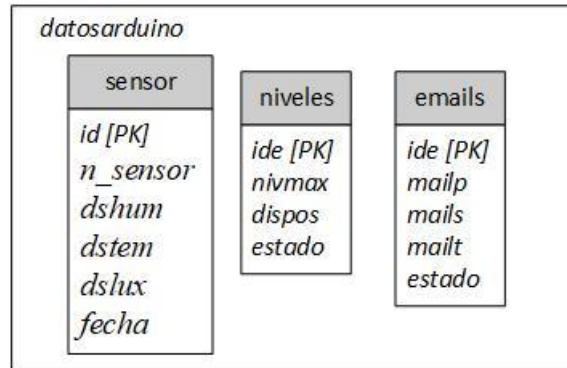 datosarduino
sensor
id [PK]
n_sensor
dshum
dstem
dslux
fecha
niveles
ide [PK]
nivmax
dispos
estado
emails
ide [PK]
mailp
mails
mailt
estado